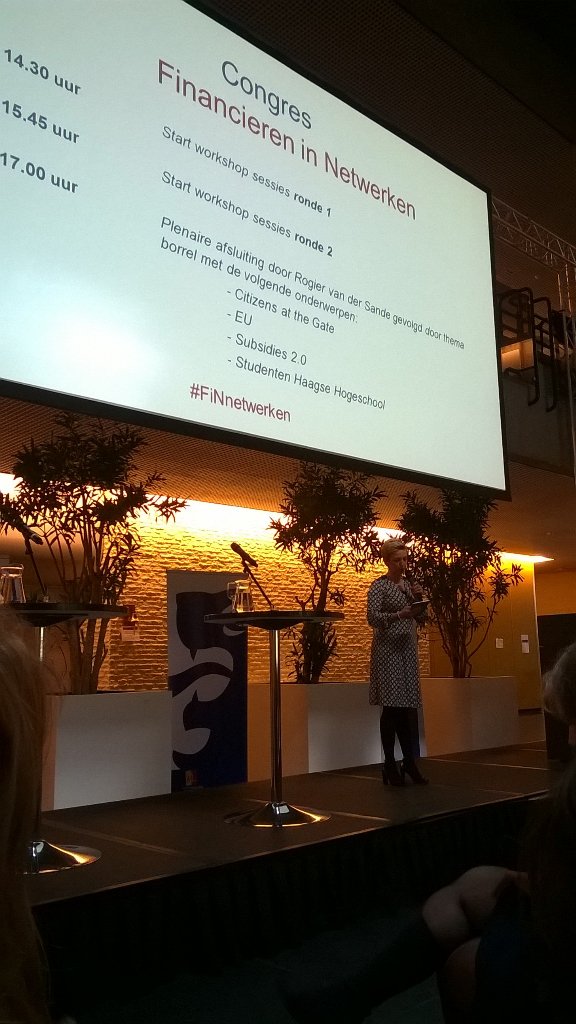 Congres
Financieren in Netwerken
14.30 uur Start workshop sessies ronde 1
15.45 uur Start workshop sessies ronde 2
17.00 uur Plenaire afsluiting door Rogier van der Sande gevolgd door thema
borrel met de volgende onderwerpen:
- Citizens at the Gate
- EU
- Subsidies 2.0
- Studenten Haagse Hogeschool
#FiNnetwerken